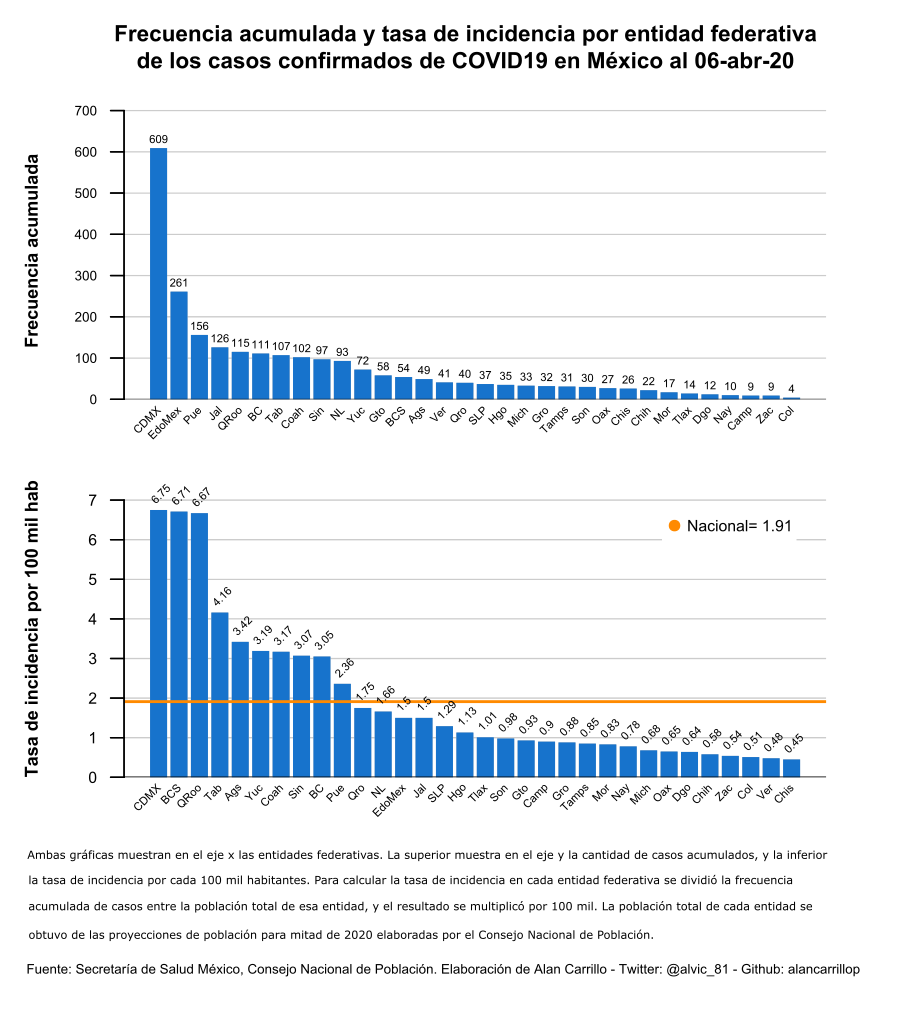 Frecuencia acumulada y tasa de incidencia por entidad federativa
de los casos confirmados de COVID19 en México al 06-abr-20
Frecuencia acumulada
700
600
500
400
300
200
100
0
609 261 156 126 115 111 107 102 97 93 72 58 54 49 41 40 37 35 33 32 31 30 27 26 22 17 14 12 10 9 9 4
CDMX EdoMex Pue Jal QRoo BC Tab Coah Sin NL Yuc Gto BCS Ags Ver Qro SLP Hgo Mich Gro Tamps Son Oax Chis Chih Mor Tlax Dgo Nay Camp Zac Col
Tasa de incidencia por 100 mil hab
7
6
5
4
3
2
1
0
Nacional= 1.91
6.75 6.71 6.67 4.16 3.42 3.19 3.17 3.07 3.05 2.36 1.75 1.66 1.5 1.5 1.29 1.13 1.01 0.98 0.93 0.9 0.88 0.85 0.83 0.78 0.68 0.65 0.64 0.58 0.54 0.51 0.48 0.45
CDMX BCS QRoo Tab Ags Yuc Coah Sin BC Pue Qro NL EdoMex Jal SLP Hgo Tlax Son Gto Camp Gro Tamps Mor Nay Mich Oax Dgo Chih Zac Col Ver Chis
Ambas gráficas muestran en el eje x las entidades federativas. La superior muestra en el eje y la cantidad de casos acumulados, y la inferior
la tasa de incidencia por cada 100 mil habitantes. Para calcular la tasa de incidencia en cada entidad federativa se dividió la frecuencia
acumulada de casos entre la población total de esa entidad, y el resultado se multiplicó por 100 mil. La población total de cada entidad se
obtuvo de las proyecciones de población para mitad de 2020 elaboradas por el Consejo Nacional de Población.
Fuente: Secretaría de Salud México, Consejo Nacional de Población. Elaboración de Alan Carrillo - Twitter: @alvic_81 - Github: alancarrillop